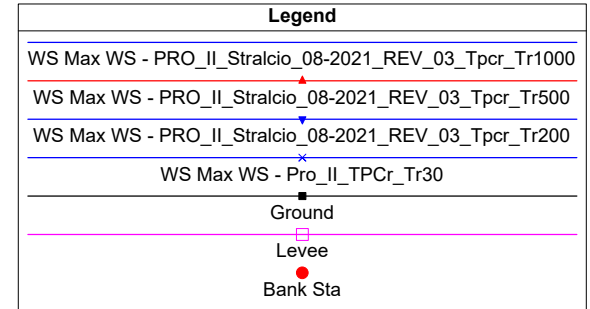 Legend
WS Max WS - PRO_II_Stralcio_08-2021_REV_03_Tpcr_Tr1000
WS Max WS - PRO_II_Stralcio_08-2021_REV_03_Tpcr_Tr500
WS Max WS - PRO_II_Stralcio_08-2021_REV_03_Tpcr_Tr200
WS Max WS - Pro_II_TPCr_Tr30
Ground
Levee
Bank Sta